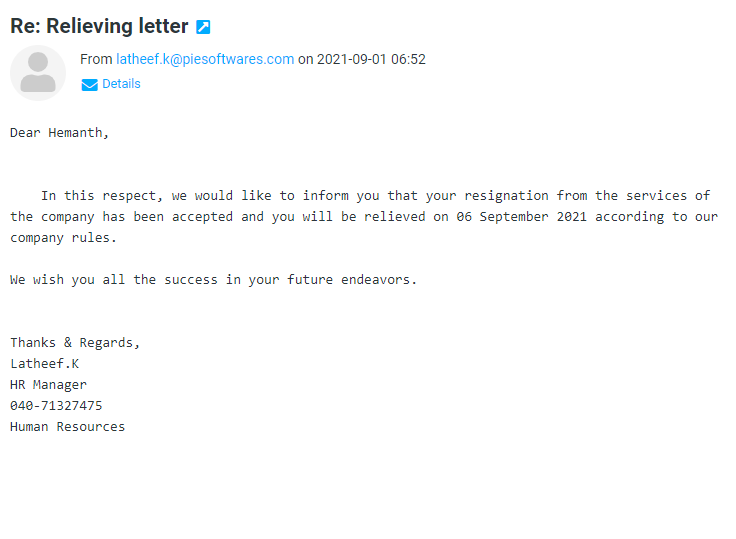 Re: Relieving letter
From latheef.k@piesoftwares.com on 2021-09-01 06:52
Details
Dear Hemanth,
In this respect, we would like to inform you that your resignation from the services of
the company has been accepted and you will be relieved on 06 September 2021 according to our
company rules.
We wish you all the success in your future endeavors.
Thanks & Regards,
Latheef.K
HR Manager
040-71327475
Human Resources